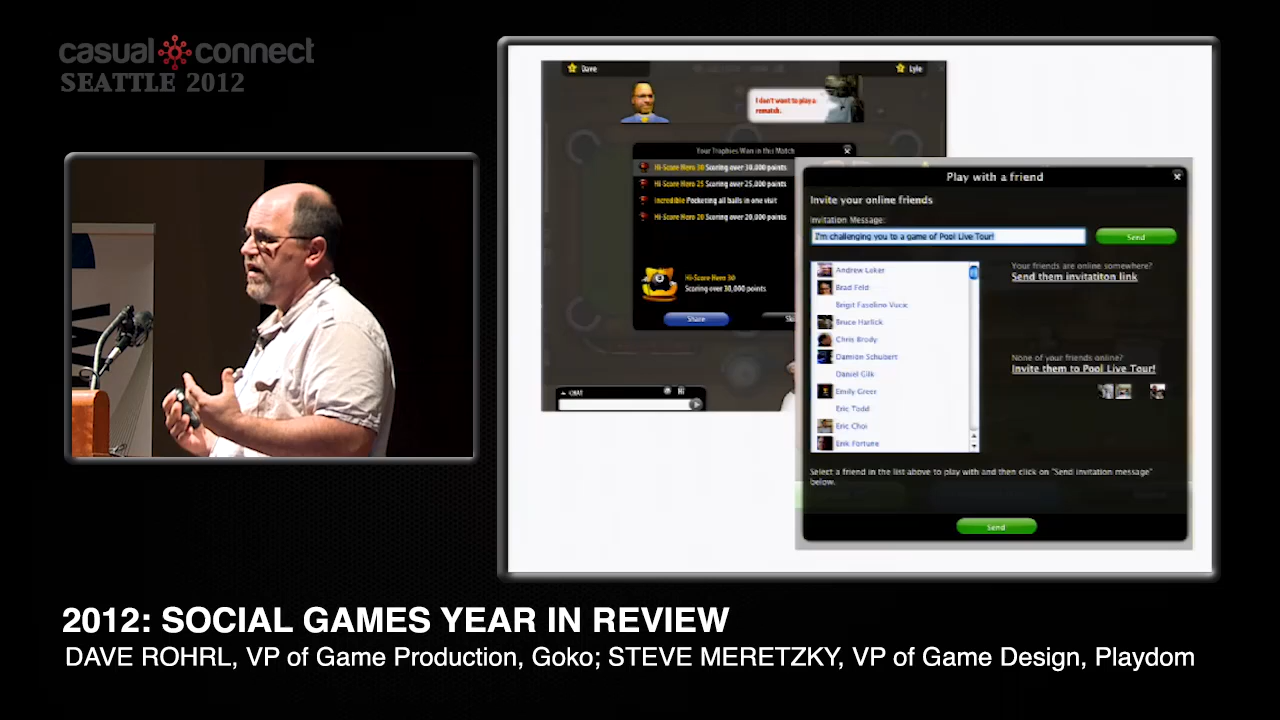 casual connect
SEATTLE 2012
Dave
Lyle
I don't want to play a
rematch.
Your Trophies Won in this Match
Hi-Score Hero 30 Scoring over 30,000 points
Hi-Score Hero 25 Scoring over 25,000 points
Incredible Pocketing all balls in one visit
Hi-Score Hero 20 Scoring over 20,000 points
Hi-Score Hero 30
Scoring over 30,000 points
Share
CHAT
Play with a friend
Invite your online friends
Invitation Message:
I'm challenging you to a game of Pool Live Tour!
Send
Andrew Luker
Brad Feld
Brigit Fasolino Vucic
Bruce Harlick
Chris Brody
Damion Schubert
Daniel Gilk
Emily Greer
Eric Todd
Eric Choi
Erik Fortune
Your friends are online somewhere?
Send them invitatiton link
None of your friends online?
Invite them to Pool Live Tour!
Select a friend in the list above to play with and then click on "Send invitation message"
below.
Send
2012: SOCIAL GAMES YEAR IN REVIEW
DAVE ROHRL, VP of Game Production, Goko; STEVE MERETZKY, VP of Game Design, Playdom